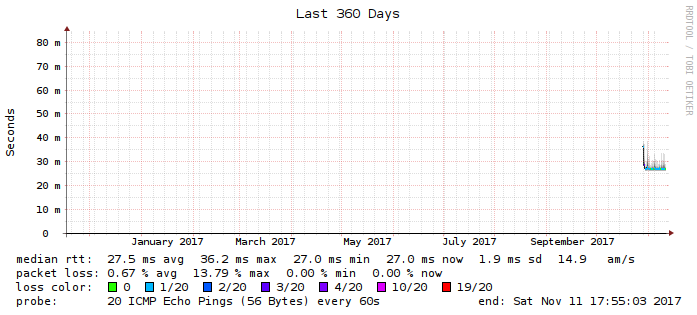 Last 360 Days
RRDTOOL / TOBI OETIKER
Seconds
80 m
70 m
60 m
50 m
40 m
30 m
20 m
10 m
0
January 2017 March 2017 May 2017 July 2017 September 2017
median rtt: 27.5 ms avg 36.2 ms max 27.0 ms min 27.0 ms now 1.9 ms sd 14.9 am/s
packet loss: 0.67 % avg 13.79 % max 0.00 % min 0.00 % now
loss color: 0 1/20 2/20 3/20 4/20 10/20 19/20
probe: 20 ICMP Echo Pings (56 Bytes) every 60s end: Sat Nov 11 17:55:03 2017